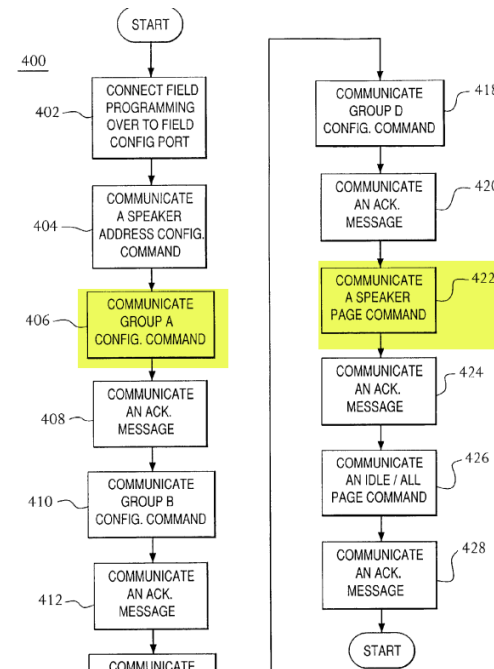 START
400
402
CONNECT FIELD
PROGRAMMING
OVER TO FIELD
CONFIG PORT
404
COMMUNICATE
A SPEAKER
ADDRESS CONFIG.
COMMAND
406
COMMUNICATE
GROUP A
CONFIG. COMMAND
408
COMMUNICATE
AN ACK.
MESSAGE
410
COMMUNICATE
GROUP B
CONFIG. COMMAND
412
COMMUNICATE
AN ACK.
MESSAGE
COMMUNICATE
COMMUNICATE
GROUP D
CONFIG. COMMAND
418
COMMUNICATE
AN ACK.
MESSAGE
420
COMMUNICATE
A SPEAKER
PAGE COMMAND
422
COMMUNICATE
AN ACK.
MESSAGE
424
COMMUNICATE
AN IDLE / ALL
PAGE COMMAND
426
COMMUNICATE
AN ACK.
MESSAGE
428
START